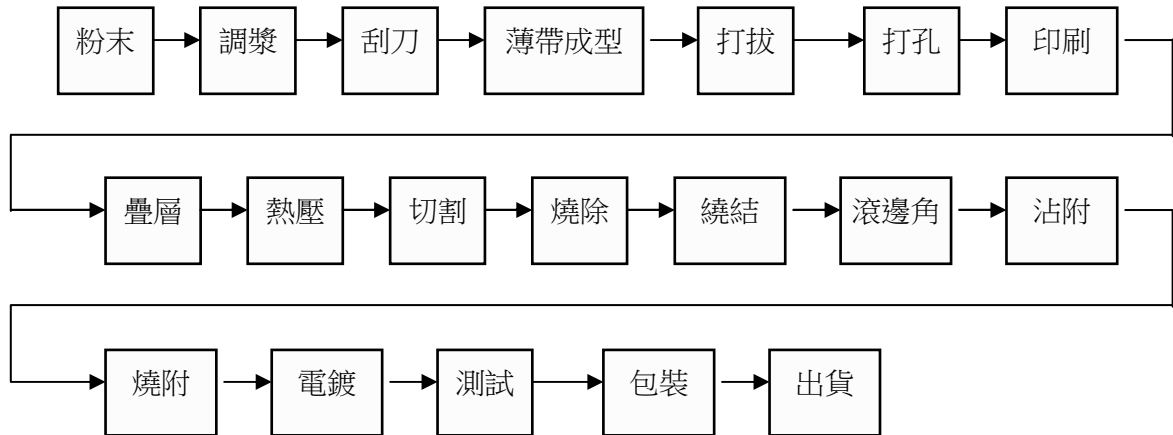 粉末 調漿 刮刀 薄帶成型 打拔 打孔 印刷
疊層 熱壓 切割 燒除 繞結 滾邊角 沾附
燒附 電鍍 測試 包裝 出貨